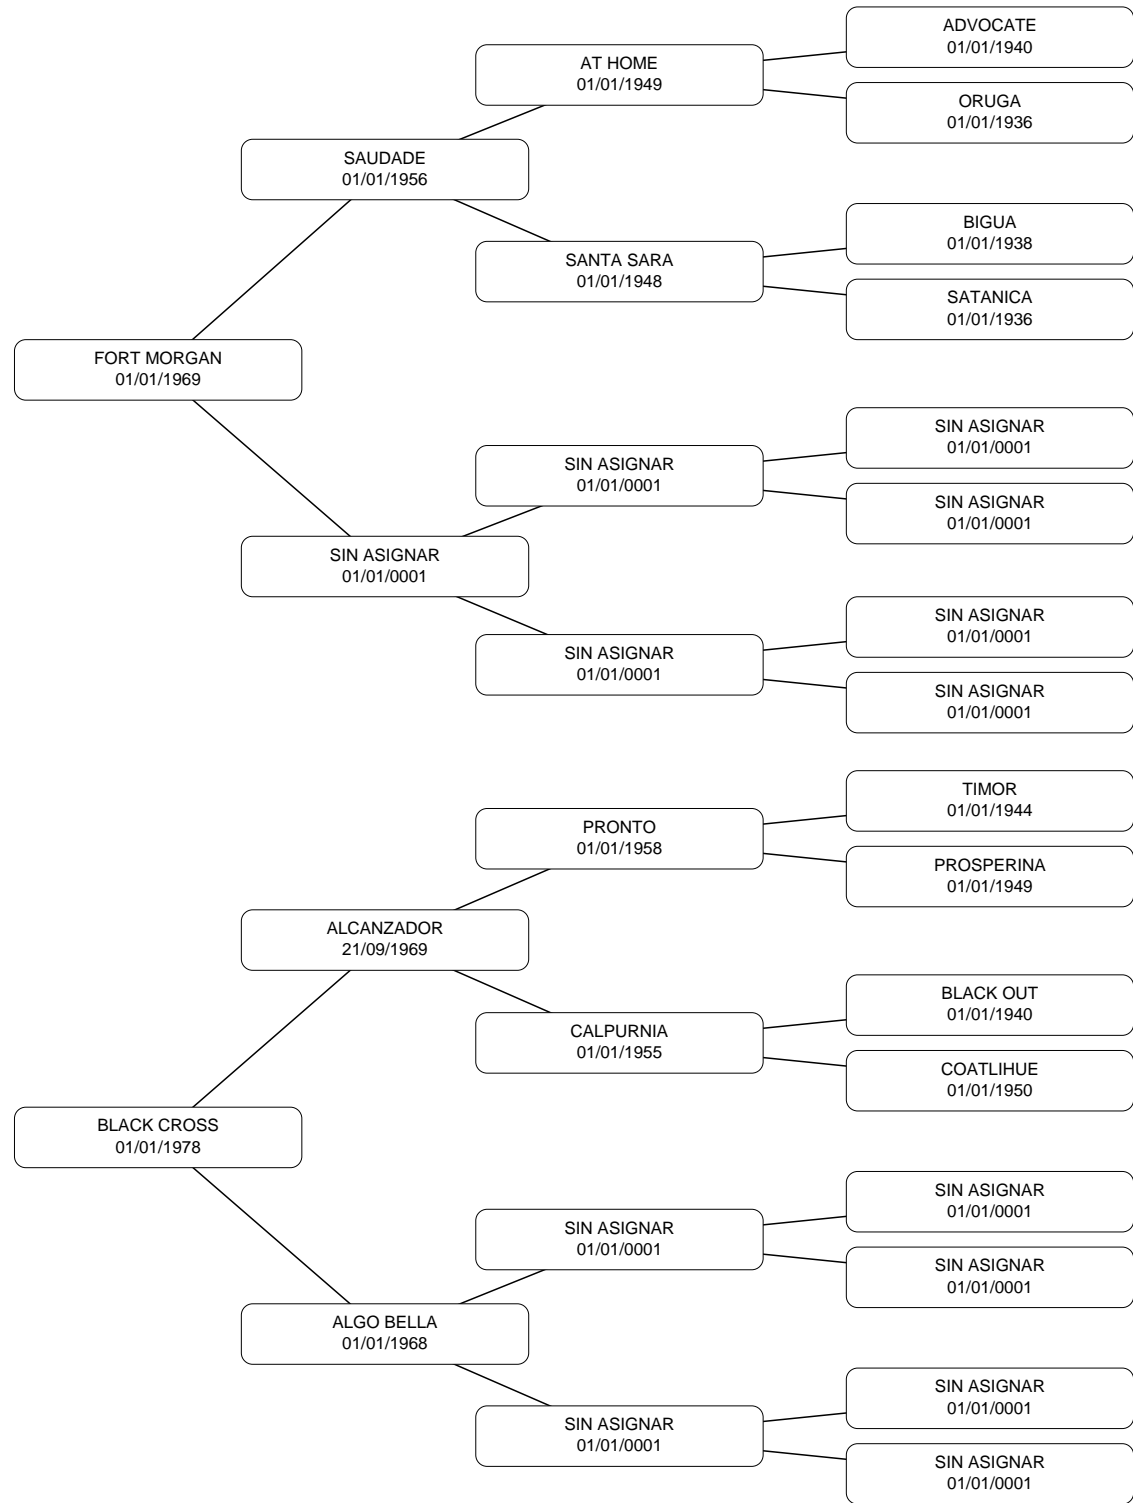 ADVOCATE
01/01/1940
AT HOME
01/01/1949
ORUGA
01/01/1936
SAUDADE
01/01/1956
BIGUA
01/01/1938
SANTA SARA
01/01/1948
SATANICA
01/01/1936
FORT MORGAN
01/01/1969
SIN ASIGNAR
01/01/0001
SIN ASIGNAR
01/01/0001
SIN ASIGNAR
01/01/0001
SIN ASIGNAR
01/01/0001
SIN ASIGNAR
01/01/0001
SIN ASIGNAR
01/01/0001
SIN ASIGNAR
01/01/0001
TIMOR
01/01/1944
PRONTO
01/01/1958
PROSPERINA
01/01/1949
ALCANZADOR
21/09/1969
BLACK OUT
01/01/1940
CALPURNIA
01/01/1955
COATLIHUE
01/01/1950
BLACK CROSS
01/01/1978
SIN ASIGNAR
01/01/0001
SIN ASIGNAR
01/01/0001
SIN ASIGNAR
01/01/0001
ALGO BELLA
01/01/1968
SIN ASIGNAR
01/01/0001
SIN ASIGNAR
01/01/0001
SIN ASIGNAR
01/01/0001